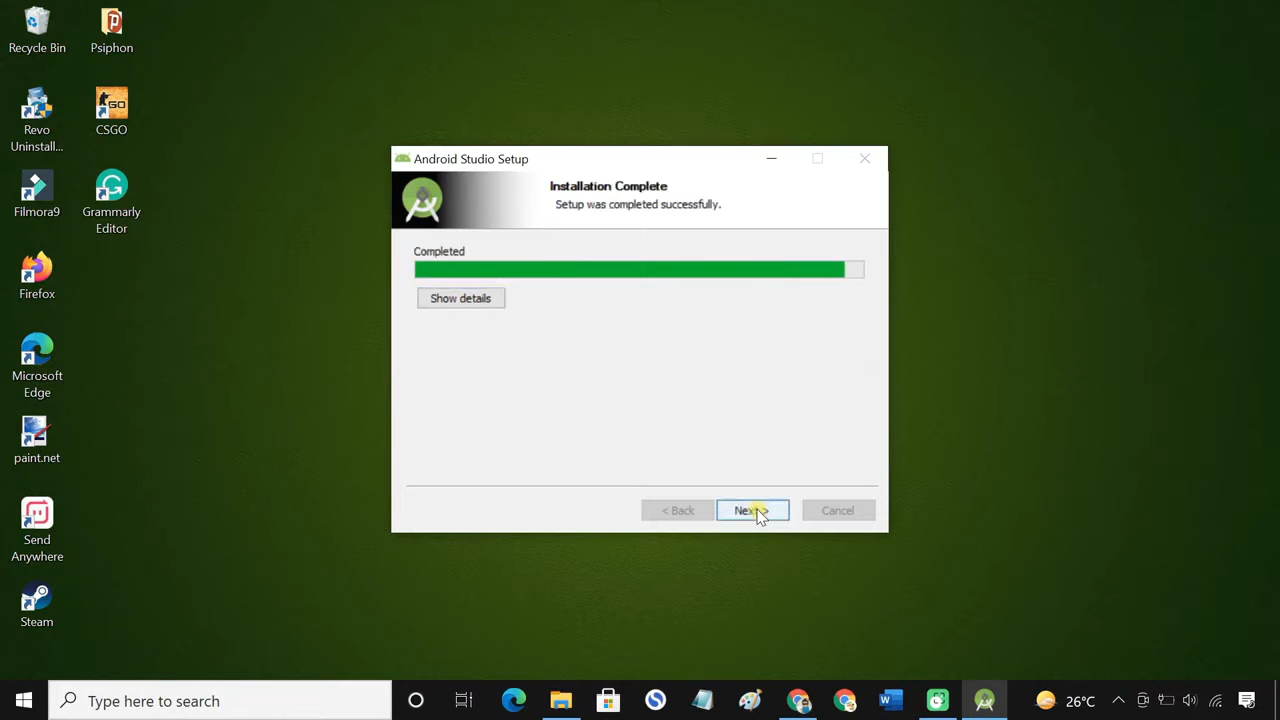 Recycle Bin
Psiphon
Revo
Uninstall...
GO
CSGO
Filmora9
Grammarly
Editor
Firefox
Microsoft
Edge
paint.net
Send
Anywhere
Steam
Android Studio Setup
Installation Complete
Setup was completed successfully.
Completed
Show details
< Back
Next >
Cancel
Type here to search
26°C